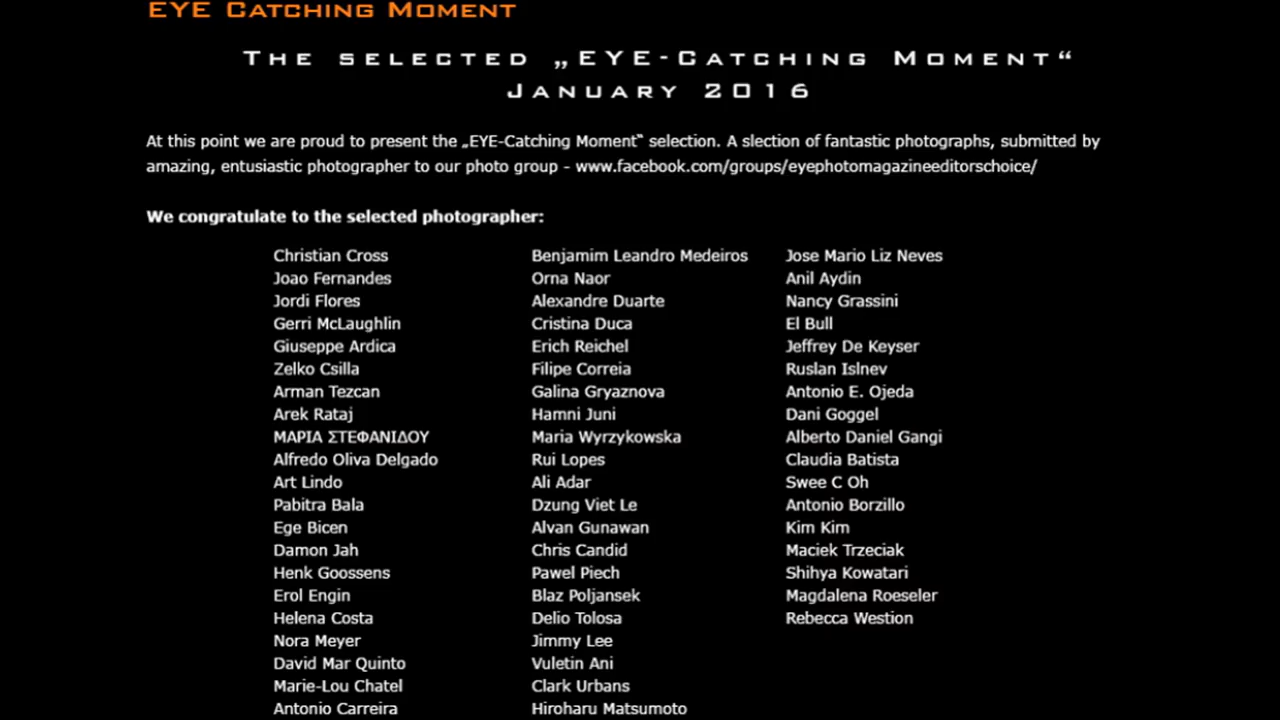 EYE Catching Moment
The selected „EYE-Catching Moment“
January 2016
At this point we are proud to present the „EYE-Catching Moment“ selection. A slection of fantastic photographs, submitted by
amazing, entusiastic photographer to our photo group - www.facebook.com/groups/eyephotomagazineeditorschoice/
We congratulate to the selected photographer:
Christian Cross
Joao Fernandes
Jordi Flores
Gerri McLaughlin
Giuseppe Ardica
Zelko Csilla
Arman Tezcan
Arek Rataj
ΜΑΡΙΑ ΣΤΕΦΑΝΙΔΟΥ
Alfredo Oliva Delgado
Art Lindo
Pabitra Bala
Ege Bicen
Damon Jah
Henk Goossens
Erol Engin
Helena Costa
Nora Meyer
David Mar Quinto
Marie-Lou Chatel
Antonio Carreira
Benjamim Leandro Medeiros
Orna Naor
Alexandre Duarte
Cristina Duca
Erich Reichel
Filipe Correia
Galina Gryaznova
Hamni Juni
Maria Wyrzykowska
Rui Lopes
Ali Adar
Dzung Viet Le
Alvan Gunawan
Chris Candid
Pawel Piech
Blaz Poljansek
Delio Tolosa
Jimmy Lee
Vuletin Ani
Clark Urbans
Hiroharu Matsumoto
Jose Mario Liz Neves
Anil Aydin
Nancy Grassini
El Bull
Jeffrey De Keyser
Ruslan Islnev
Antonio E. Ojeda
Dani Goggel
Alberto Daniel Gangi
Claudia Batista
Swee C Oh
Antonio Borzillo
Kim Kim
Maciek Trzeciak
Shihya Kowatari
Magdalena Roeseler
Rebecca Westion